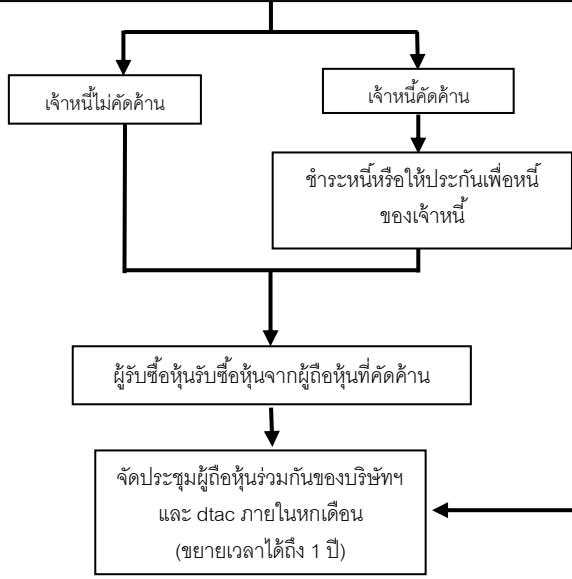 เจ้าหนี้ไม่คัดค้าน
เจ้าหนี้คัดค้าน
ชำระหนี้หรือให้ประกันเพื่อหนี้
ของเจ้าหนี้
ผู้รับซื้อหุ้นรับซื้อหุ้นจากผู้ถือหุ้นที่คัดค้าน
จัดประชุมผู้ถือหุ้นร่วมกันของบริษัทฯ
และ dtac ภายในหกเดือน
(ขยายเวลาได้ถึง 1 ปี)